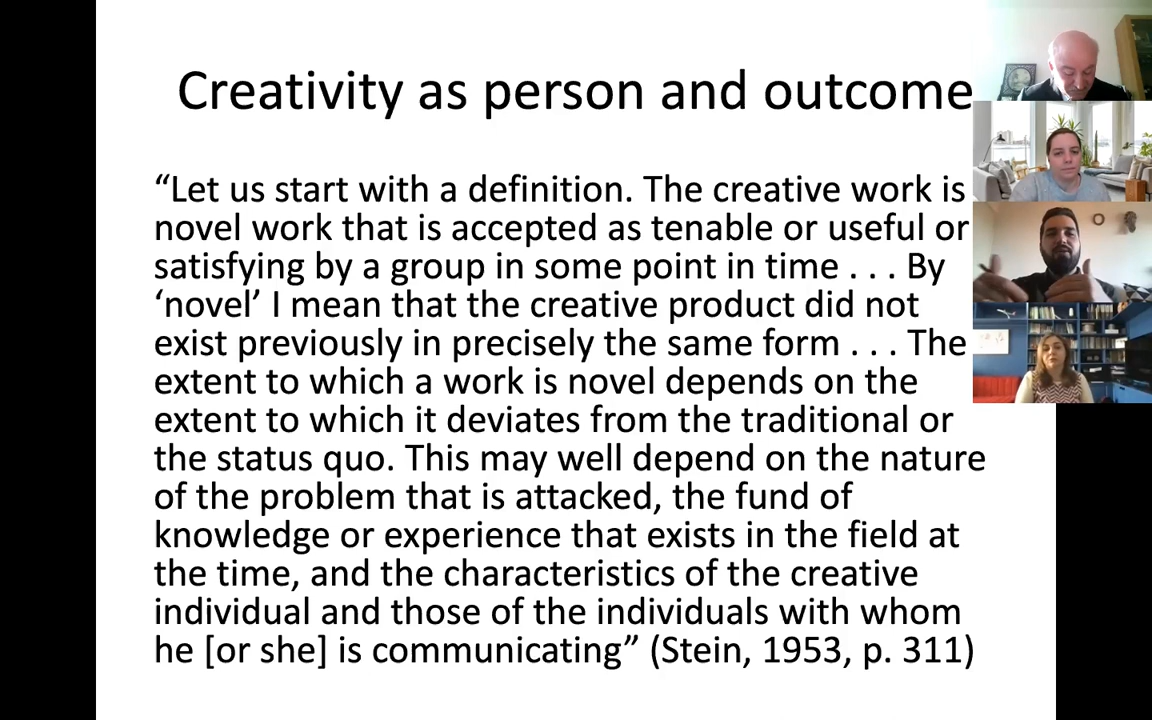 Creativity as person and outcome
“Let us start with a definition. The creative work is
novel work that is accepted as tenable or useful or
satisfying by a group in some point in time . . . By
‘novel’ I mean that the creative product did not
exist previously in precisely the same form . . . The
extent to which a work is novel depends on the
extent to which it deviates from the traditional or
the status quo. This may well depend on the nature
of the problem that is attacked, the fund of
knowledge or experience that exists in the field at
the time, and the characteristics of the creative
individual and those of the individuals with whom
he [or she] is communicating” (Stein, 1953, p. 311)